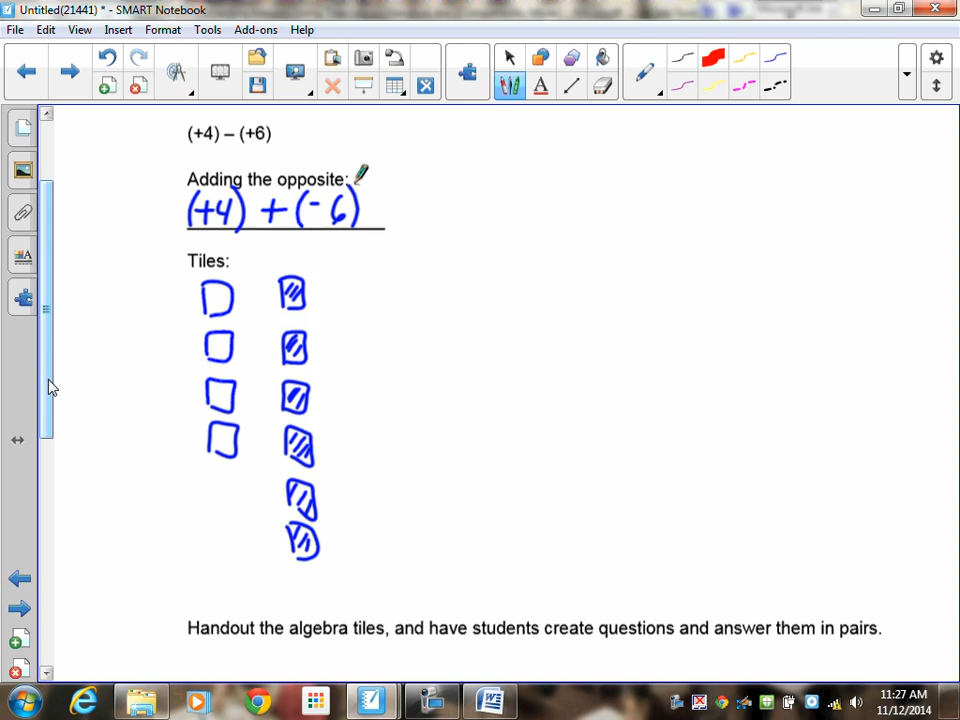 Untitled(21441) * - SMART Notebook
File Edit View Insert Format Tools Add-ons Help
(+4) – (+6)
Adding the opposite:
(+4) + (- 6)
Tiles:
Handout the algebra tiles, and have students create questions and answer them in pairs.
11:27 AM
11/12/2014